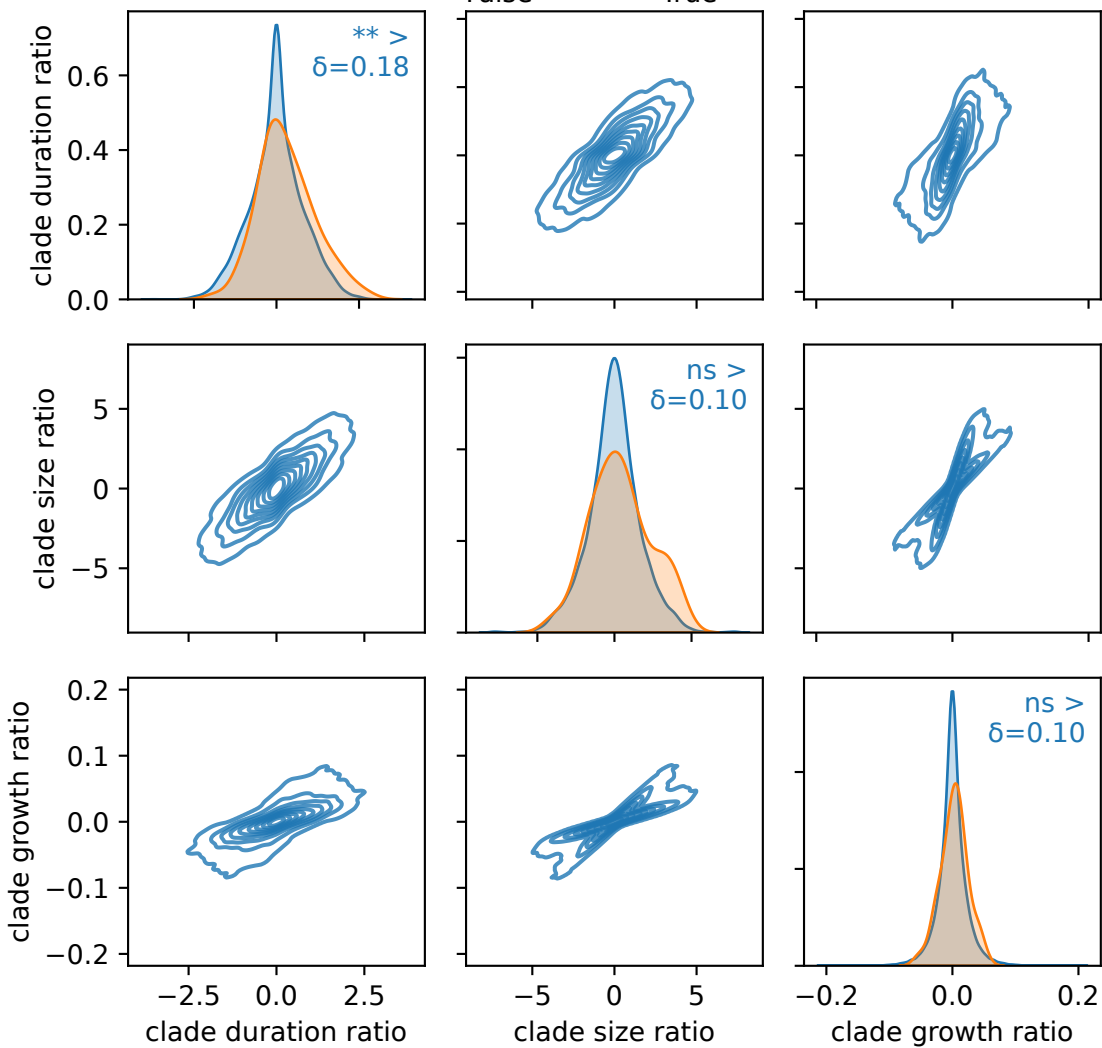 clade duration ratio
0.6
0.4
0.2
0.0
** >
δ=0.18
clade size ratio
5
0
−5
ns >
δ=0.10
clade growth ratio
0.2
0.1
0.0
−0.1
−0.2
ns >
δ=0.10
−2.5 0.0 2.5
−5 0 5
−0.2 0.0 0.2
clade duration ratio
clade size ratio
clade growth ratio